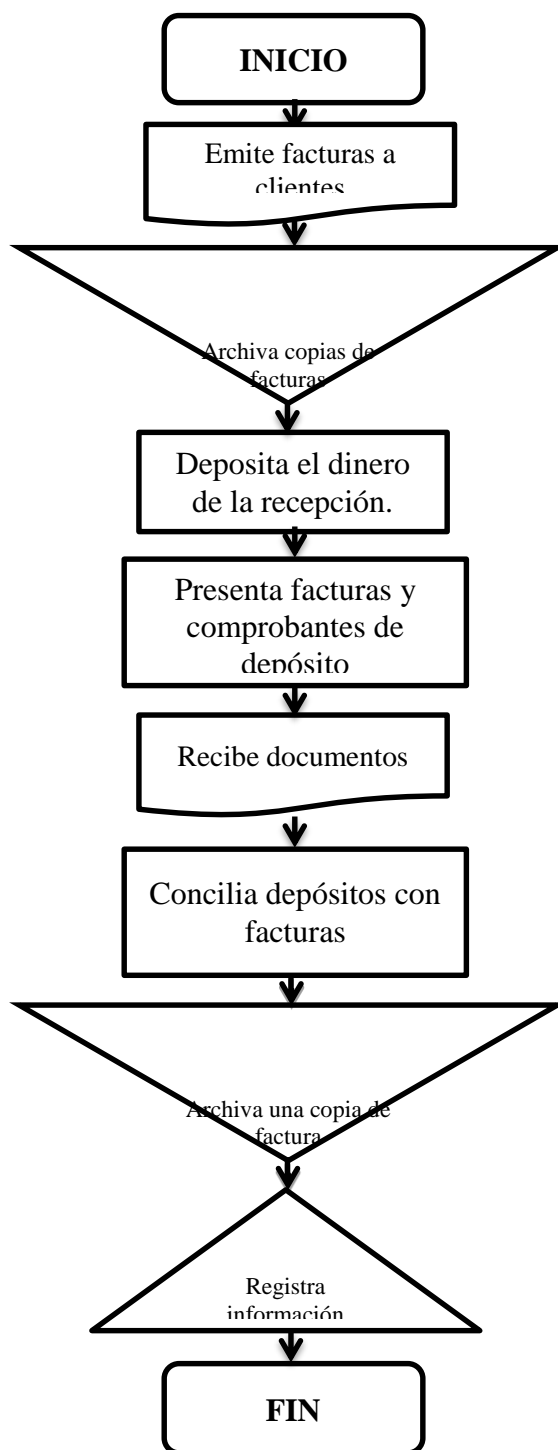 INICIO
Emite facturas a
clientes
Archiva copias de
facturas
Deposita el dinero
de la recepción.
Presenta facturas y
comprobantes de
depósito
Recibe documentos
Concilia depósitos con
facturas
Archiva una copia de
factura
Registra
información
FIN